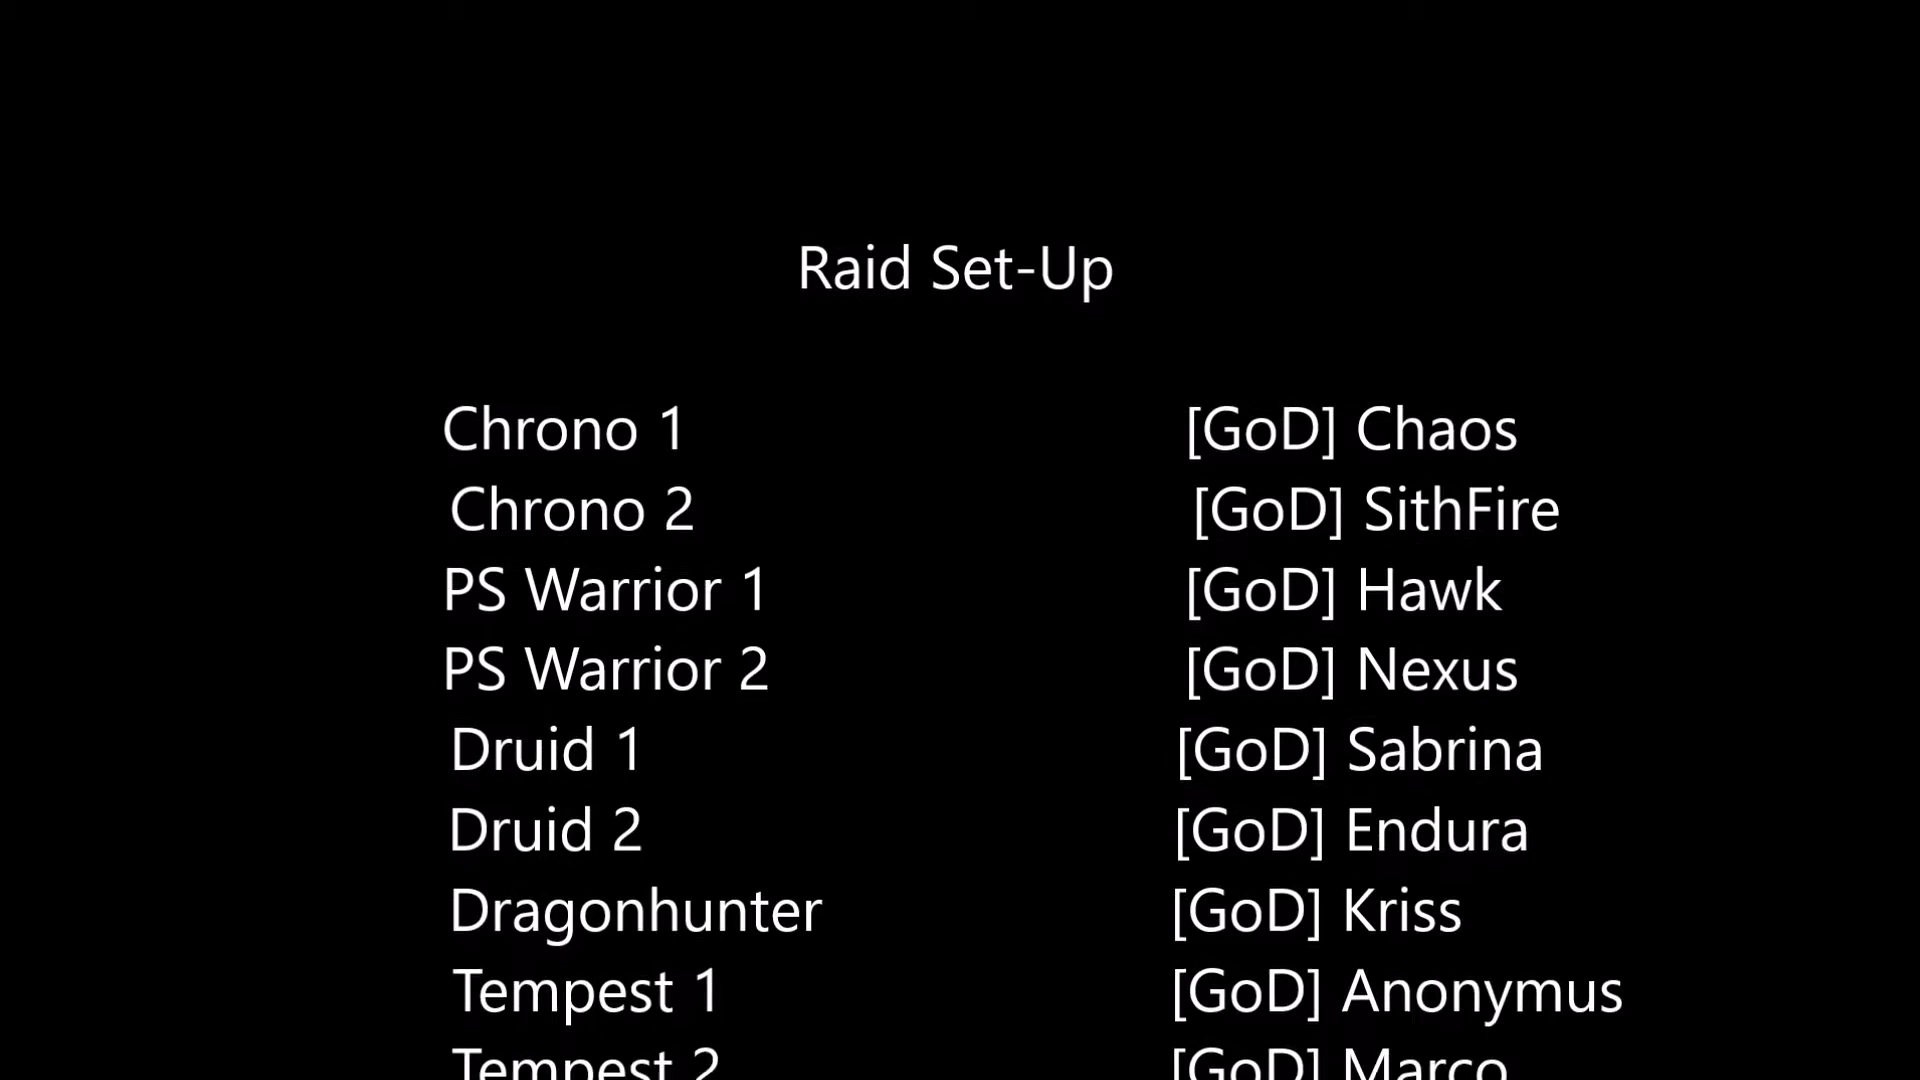 Raid Set-Up
Chrono 1 [GoD] Chaos
Chrono 2 [GoD] SithFire
PS Warrior 1 [GoD] Hawk
PS Warrior 2 [GoD] Nexus
Druid 1 [GoD] Sabrina
Druid 2 [GoD] Endura
Dragonhunter [GoD] Kriss
Tempest 1 [GoD] Anonymus
Tempest 2 [GoD] Marco